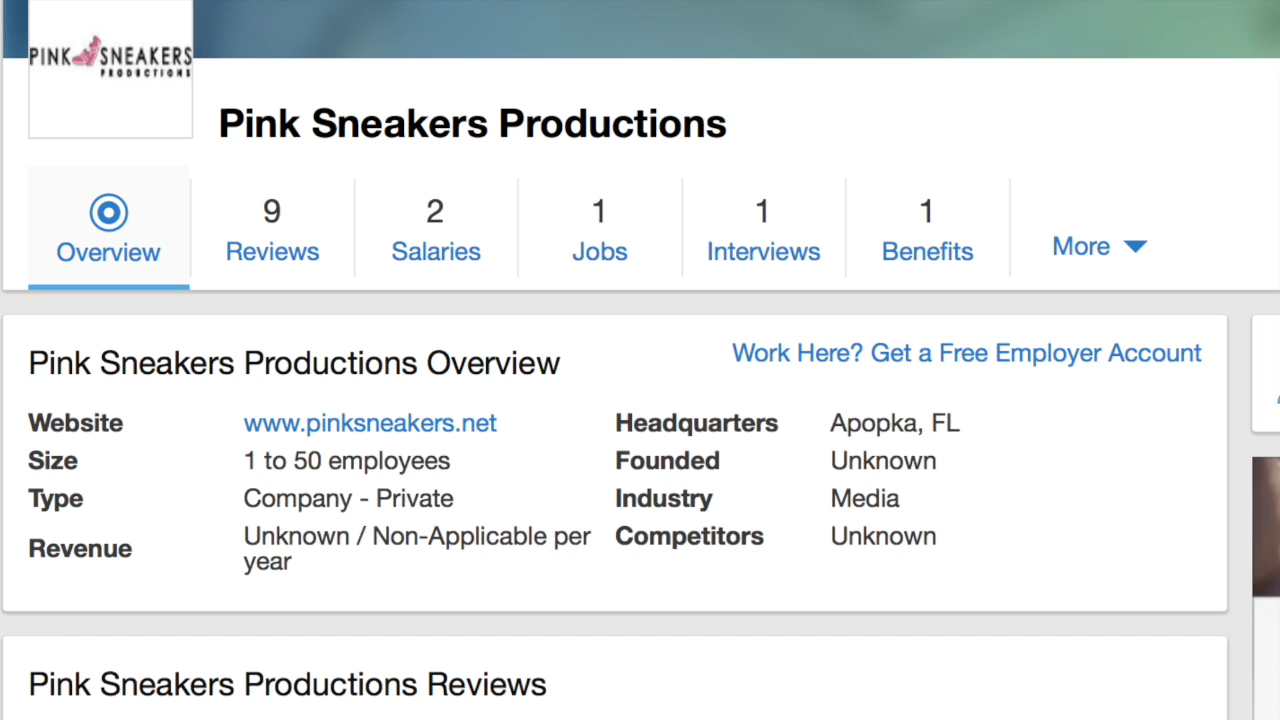 PINK SNEAKERS
PRODUCTIONS
Pink Sneakers Productions
Overview
9
Reviews
2
Salaries
1
Jobs
1
Interviews
1
Benefits
More
Pink Sneakers Productions Overview
Work Here? Get a Free Employer Account
Website www.pinksneakers.net Headquarters Apopka, FL
Size 1 to 50 employees Founded Unknown
Type Company - Private Industry Media
Revenue Unknown / Non-Applicable per Competitors Unknown
year
Pink Sneakers Productions Reviews